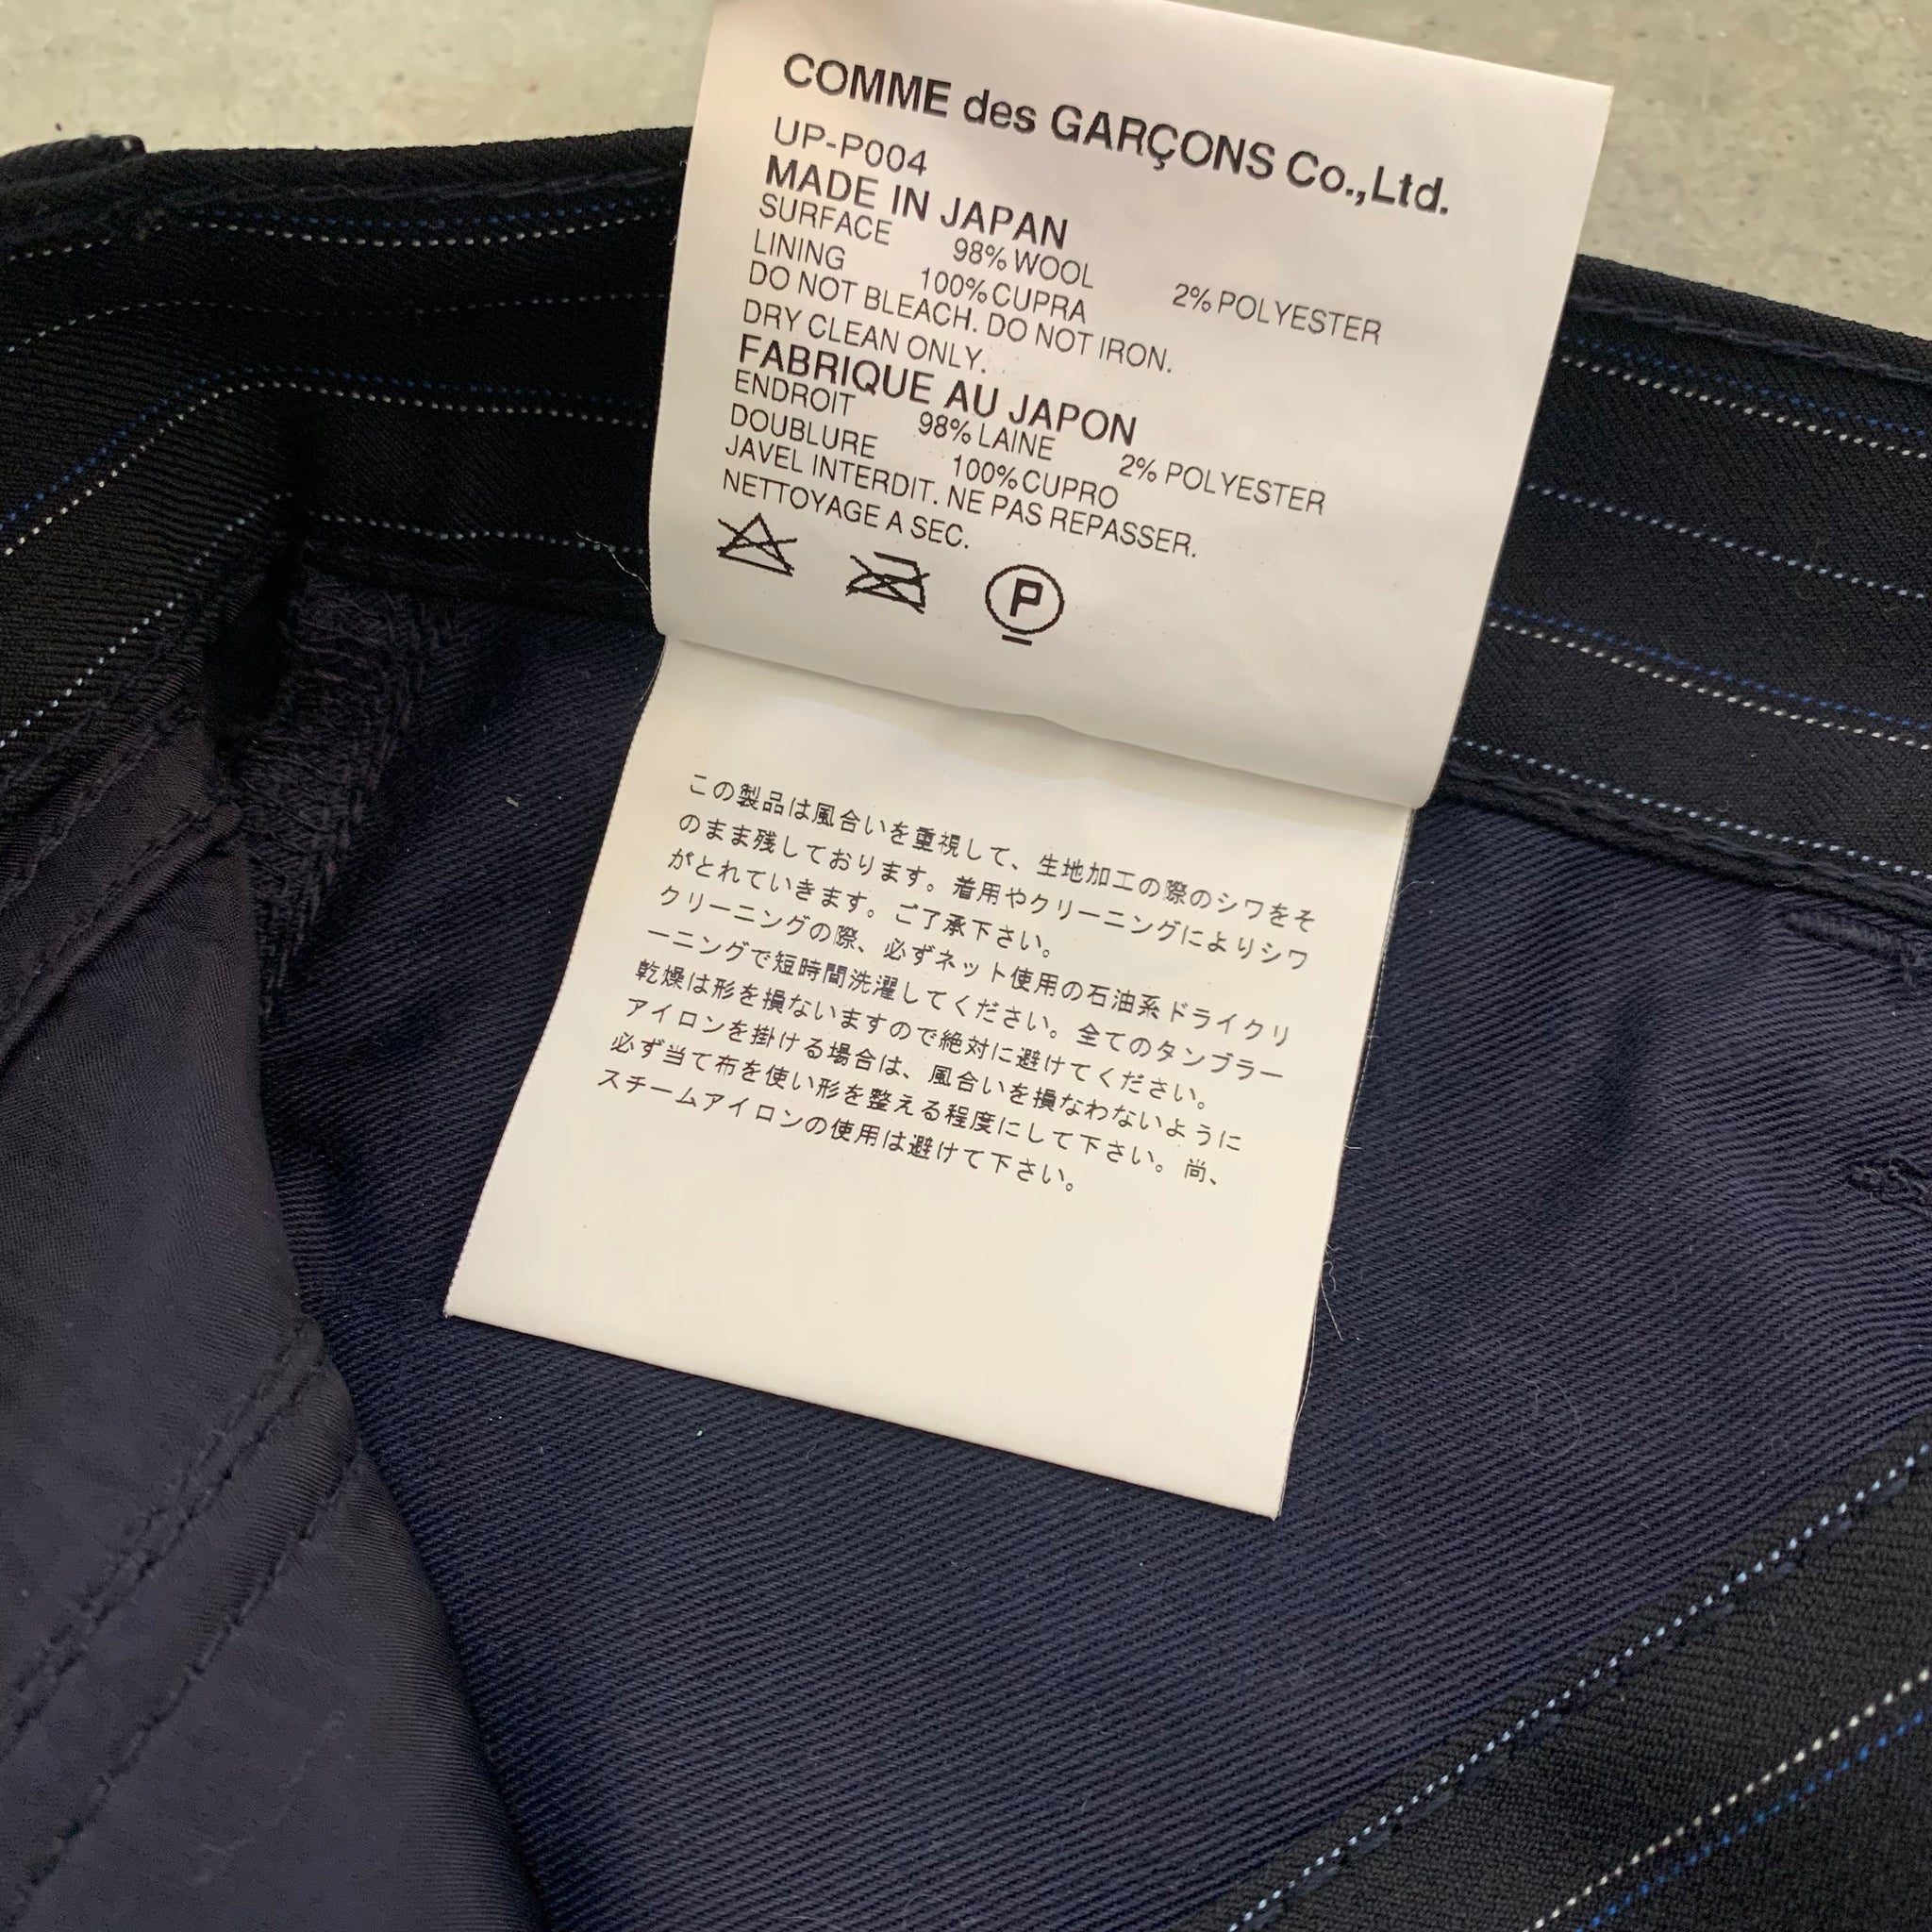 COMME des GARÇONS Co.,Ltd.
UP-P004
MADE IN JAPAN
SURFACE 98% WOOL 2% POLYESTER
LINING 100% CUPRA
DO NOT BLEACH. DO NOT IRON.
DRY CLEAN ONLY.
FABRIQUE AU JAPON
ENDROIT 98% LAINE 2% POLYESTER
DOUBLURE 100% CUPRO
JAVEL INTERDIT. NE PAS REPASSER.
NETTOYAGE A SEC.
P
この製品は風合いを重視して、生地加工の際のシワをそ
のまま残しております。着用やクリーニングによりシワ
がとれていきます。ご了承下さい。
クリーニングの際、必ずネット使用の石油系ドライクリ
ーニングで短時間洗濯してください。全てのタンブラー
乾燥は形を損ないますので絶対に避けてください。
アイロンを掛ける場合は、風合いを損なわないように
必ず当て布を使い形を整える程度にして下さい。尚、
スチームアイロンの使用は避けて下さい。